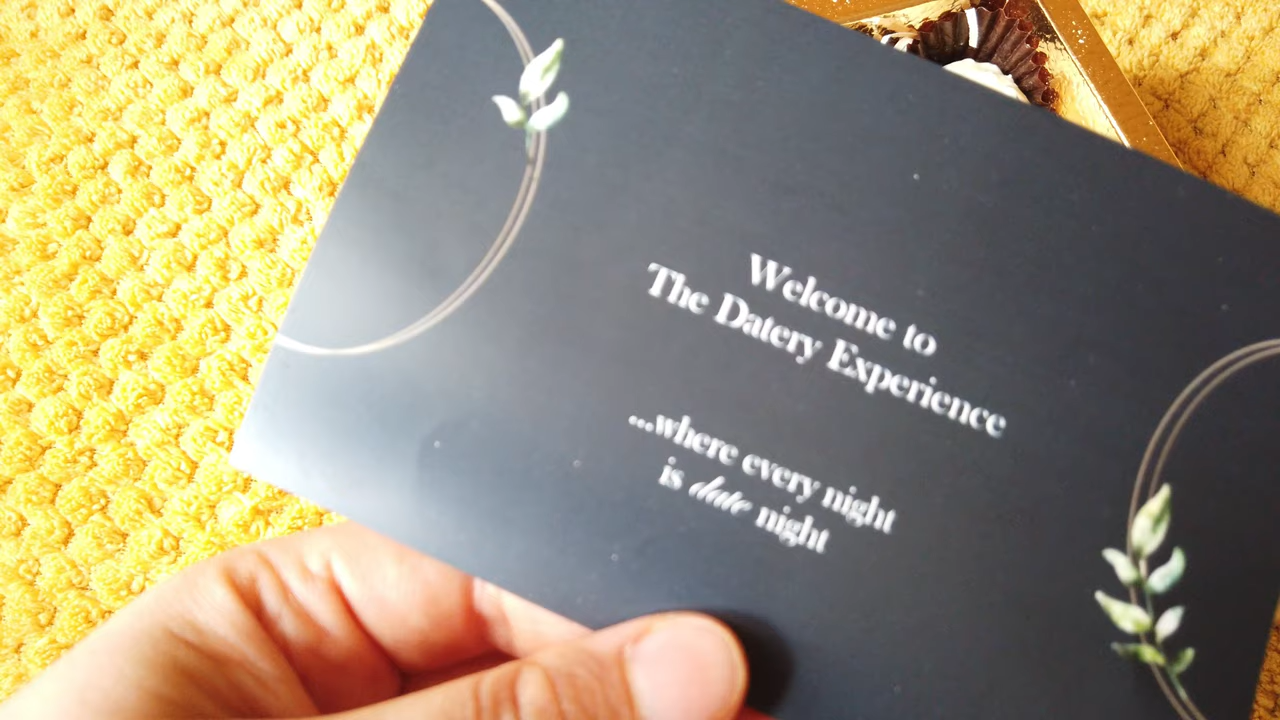 Welcome to
The Datery Experience
...where every night
is date night